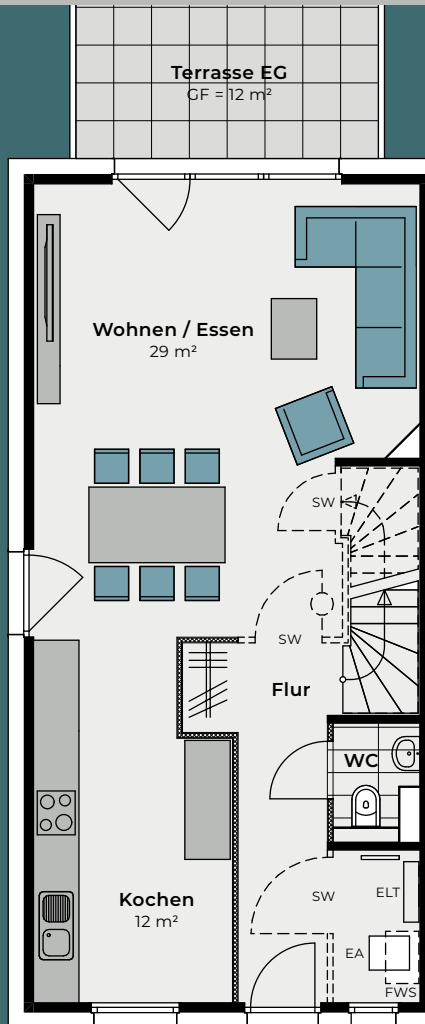 Terrasse EG
GF = 12 m²
Wohnen / Essen
29 m²
SW
SW
Flur
WC
Kochen
12 m²
SW
ELT
EA
FWS